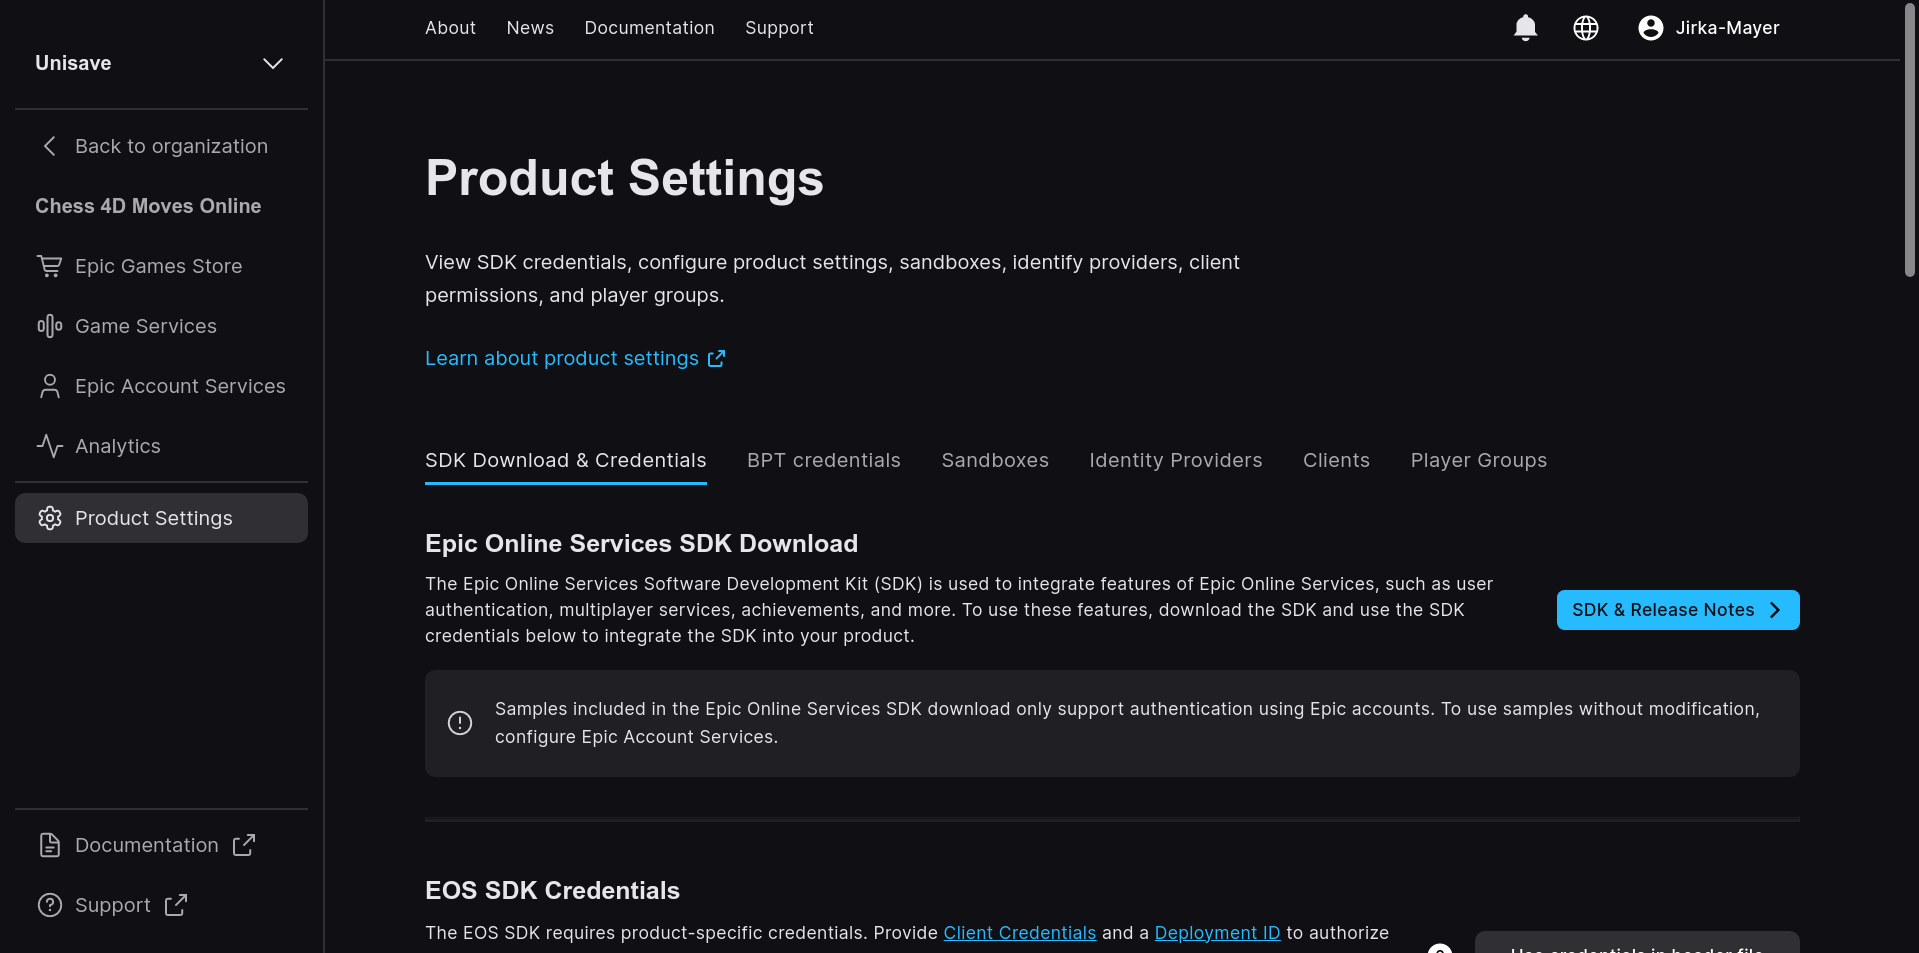 Unisave
Back to organization
Chess 4D Moves Online
Epic Games Store
Game Services
Epic Account Services
Analytics
Product Settings
Documentation
Support
About News Documentation Support
Jirka-Mayer
Product Settings
View SDK credentials, configure product settings, sandboxes, identify providers, client
permissions, and player groups.
Learn about product settings
SDK Download & Credentials BPT credentials Sandboxes Identity Providers Clients Player Groups
Epic Online Services SDK Download
The Epic Online Services Software Development Kit (SDK) is used to integrate features of Epic Online Services, such as user
authentication, multiplayer services, achievements, and more. To use these features, download the SDK and use the SDK
credentials below to integrate the SDK into your product.
SDK & Release Notes
Samples included in the Epic Online Services SDK download only support authentication using Epic accounts. To use samples without modification,
configure Epic Account Services.
EOS SDK Credentials
The EOS SDK requires product-specific credentials. Provide Client Credentials and a Deployment ID to authorize
Use credentials in header file